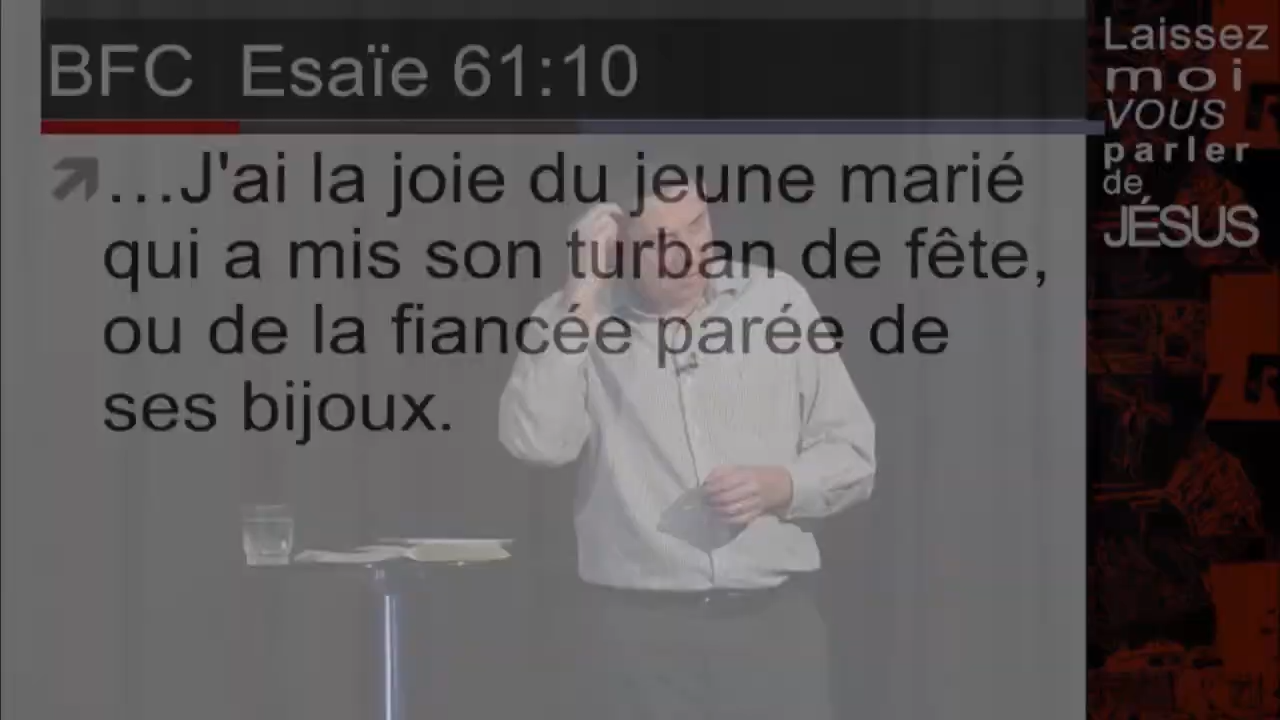 BFC Esaïe 61:10
…J'ai la joie du jeune marié
qui a mis son turban de fête,
ou de la fiancée parée de
ses bijoux.
Laissez
moi
VOUS
parler
de
JÉSUS